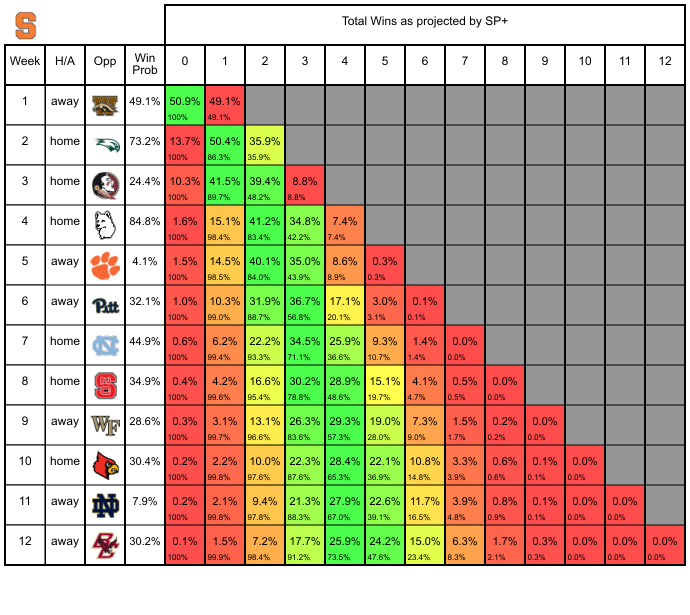 S
Total Wins as projected by SP+
Week H/A Opp Win Prob 0 1 2 3 4 5 6 7 8 9 10 11 12
1 away W 49.1% 50.9% 49.1%
100% 49.1%
2 home 73.2% 13.7% 50.4% 35.9%
100% 86.3% 35.9%
3 home 24.4% 10.3% 41.5% 39.4% 8.8%
100% 89.7% 48.2% 8.8%
4 home 84.8% 1.6% 15.1% 41.2% 34.8% 7.4%
100% 98.4% 83.4% 42.2% 7.4%
5 away 4.1% 1.5% 14.5% 40.1% 35.0% 8.6% 0.3%
100% 98.5% 84.0% 43.9% 8.9% 0.3%
6 away Pitt 32.1% 1.0% 10.3% 31.9% 36.7% 17.1% 3.0% 0.1%
100% 99.0% 88.7% 56.8% 20.1% 3.1% 0.1%
7 home NC 44.9% 0.6% 6.2% 22.2% 34.5% 25.9% 9.3% 1.4% 0.0%
100% 99.4% 93.3% 71.1% 36.6% 10.7% 1.4% 0.0%
8 home NCS 34.9% 0.4% 4.2% 16.6% 30.2% 28.9% 15.1% 4.1% 0.5% 0.0%
100% 99.6% 95.4% 78.8% 48.6% 19.7% 4.7% 0.5% 0.0%
9 away WF 28.6% 0.3% 3.1% 13.1% 26.3% 29.3% 19.0% 7.3% 1.5% 0.2% 0.0%
100% 99.7% 96.6% 83.6% 57.3% 28.0% 9.0% 1.7% 0.2% 0.0%
10 home 30.4% 0.2% 2.2% 10.0% 22.3% 28.4% 22.1% 10.8% 3.3% 0.6% 0.1% 0.0%
100% 99.8% 97.6% 87.6% 65.3% 36.9% 14.8% 3.9% 0.6% 0.1% 0.0%
11 away ND 7.9% 0.2% 2.1% 9.4% 21.3% 27.9% 22.6% 11.7% 3.9% 0.8% 0.1% 0.0% 0.0%
100% 99.8% 97.8% 88.3% 67.0% 39.1% 16.5% 4.8% 0.9% 0.1% 0.0% 0.0%
12 away BC 30.2% 0.1% 1.5% 7.2% 17.7% 25.9% 24.2% 15.0% 6.3% 1.7% 0.3% 0.0% 0.0% 0.0%
100% 99.9% 98.4% 91.2% 73.5% 47.6% 23.4% 8.3% 2.1% 0.3% 0.0% 0.0% 0.0%